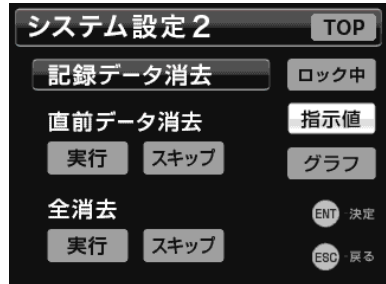 システム設定2 TOP
記録データ消去 ロック中
直前データ消去 指示値
実行 スキップ グラフ
全消去 ENT・決定
実行 スキップ ESC・戻る